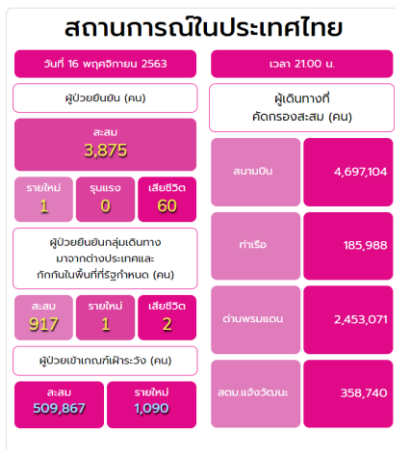 สถานการณ์ในประเทศไทย
วันที่ 16 พฤศจิกายน 2563
เวลา 21.00 น.
ผู้ป่วยยืนยัน (คน)
สะสม
3,875
รายใหม่ รุนแรง เสียชีวิต
1 0 60
ผู้ป่วยยืนยันกลุ่มเดินทาง
มาจากต่างประเทศและ
กักกันในพื้นที่ที่รัฐกำหนด (คน)
สะสม รายใหม่ เสียชีวิต
917 1 2
ผู้ป่วยเข้าเกณฑ์เฝ้าระวัง (คน)
สะสม รายใหม่
509,867 1,090
ผู้เดินทางที่
คัดกรองสะสม (คน)
สนามบิน 4,697,104
ท่าเรือ 185,988
ด่านพรมแดน 2,453,071
สตม.แจ้งวัฒนะ 358,740